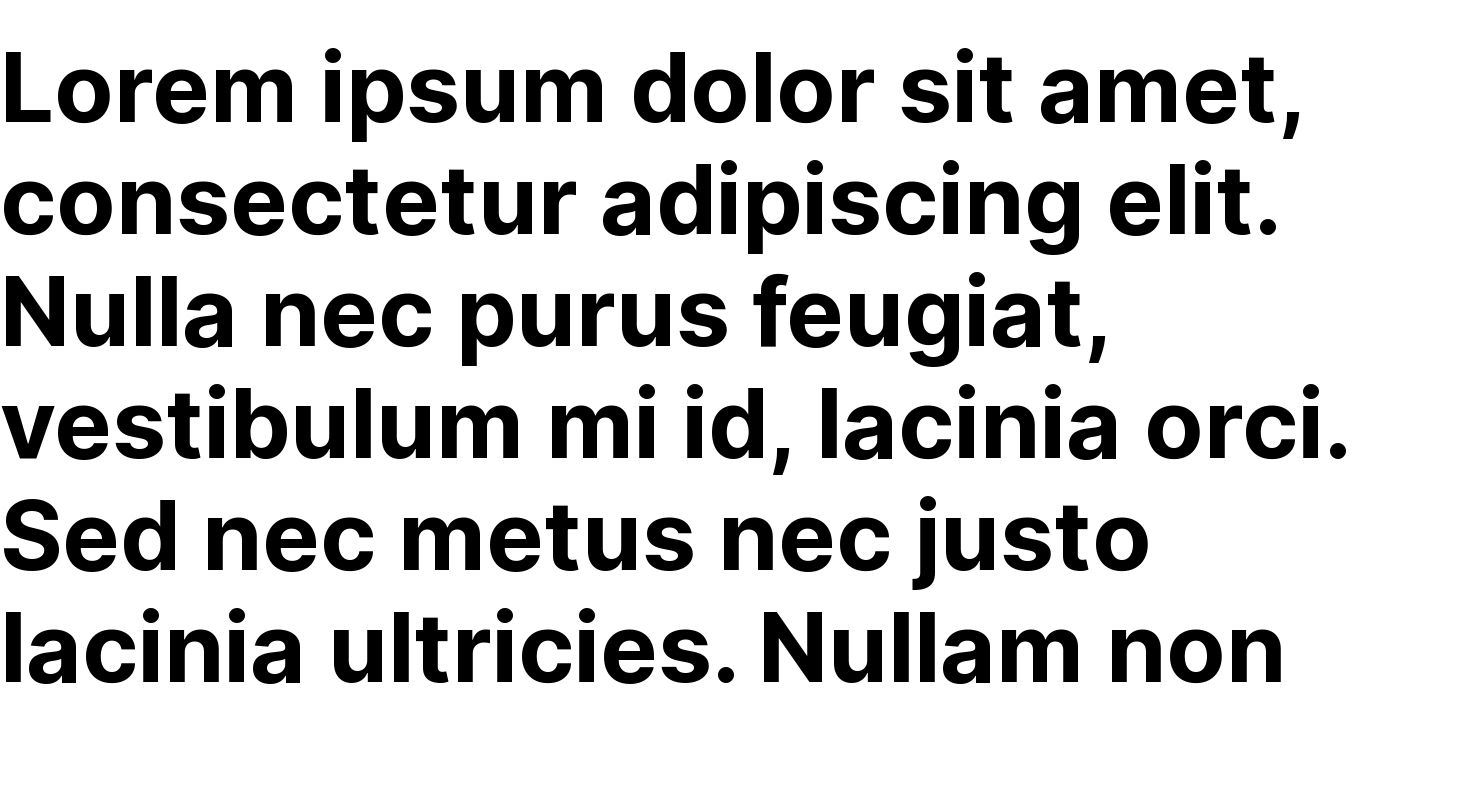 Lorem ipsum dolor sit amet,
consectetur adipiscing elit.
Nulla nec purus feugiat,
vestibulum mi id, lacinia orci.
Sed nec metus nec justo
lacinia ultricies. Nullam non